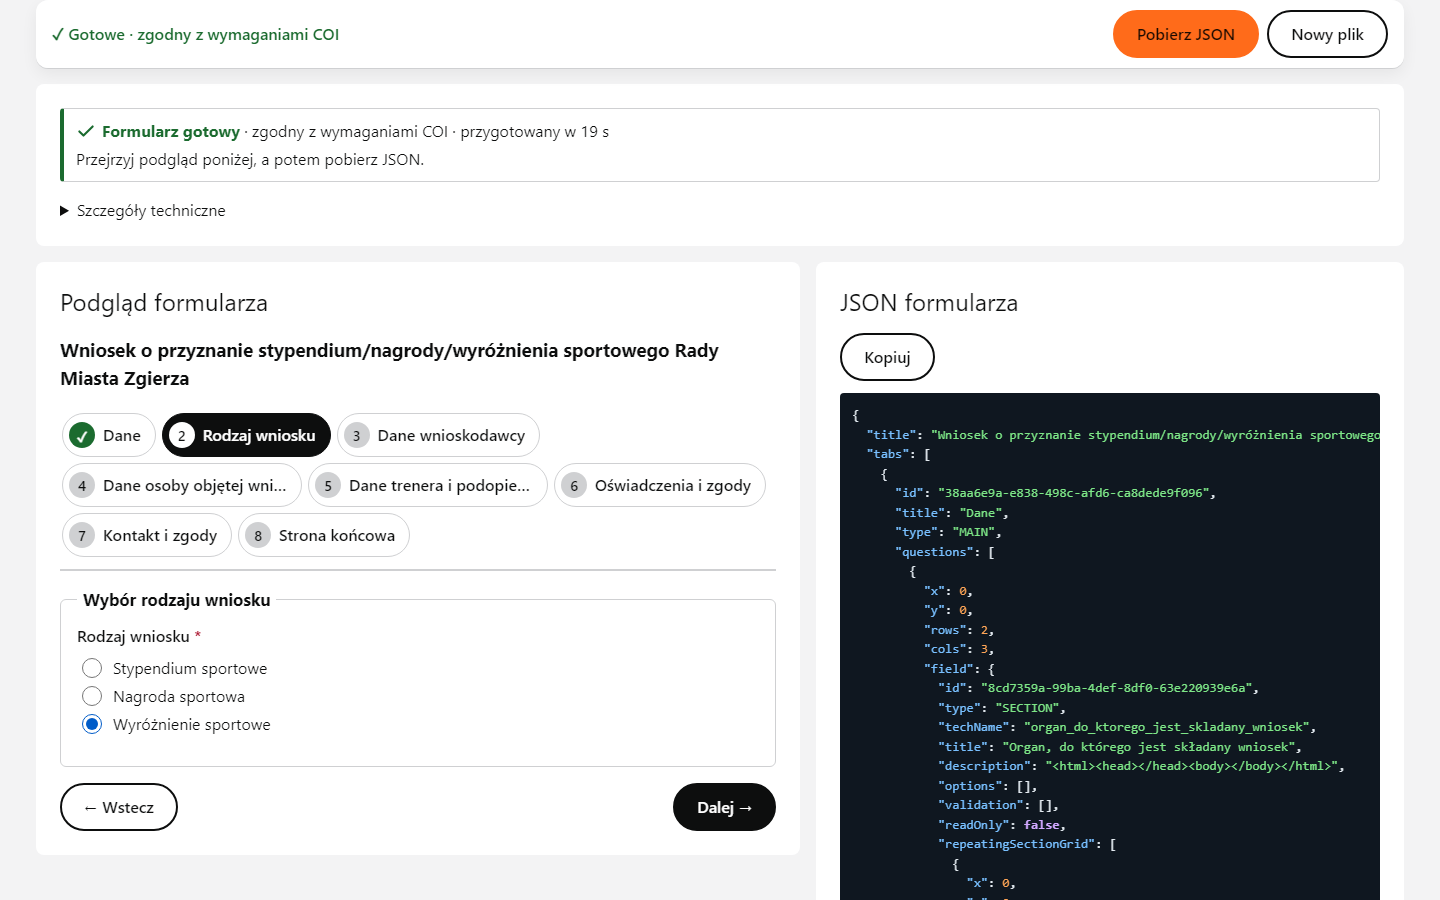 ✓ Gotowe · zgodny z wymaganiami COI
Pobierz JSON
Nowy plik
✓ Formularz gotowy · zgodny z wymaganiami COI · przygotowany w 19 s
Przejrzyj podgląd poniżej, a potem pobierz JSON.
▶ Szczegóły techniczne
Podgląd formularza
Wniosek o przyznanie stypendium/nagrody/wyróżnienia sportowego Rady
Miasta Zgierza
✓ Dane
2 Rodzaj wniosku
3 Dane wnioskodawcy
4 Dane osoby objętej wni...
5 Dane trenera i podopie...
6 Oświadczenia i zgody
7 Kontakt i zgody
8 Strona końcowa
Wybór rodzaju wniosku
Rodzaj wniosku *
Stypendium sportowe
Nagroda sportowa
Wyróżnienie sportowe
← Wstecz
Dalej →
JSON formularza
Kopiuj
{
"title": "Wniosek o przyznanie stypendium/nagrody/wyróżnienia sportowego
"tabs": [
{
"id": "38aa6e9a-e838-498c-afd6-ca8dede9f096",
"title": "Dane",
"type": "MAIN",
"questions": [
{
"x": 0,
"y": 0,
"rows": 2,
"cols": 3,
"field": {
"id": "8cd7359a-99ba-4def-8df0-63e220939e6a",
"type": "SECTION",
"techName": "organ_do_ktorego_jest_skladany_wniosek",
"title": "Organ, do którego jest składany wniosek",
"description": "<html><head></head><body></body></html>",
"options": [],
"validation": [],
"readOnly": false,
"repeatingSectionGrid": [
{
"x": 0,